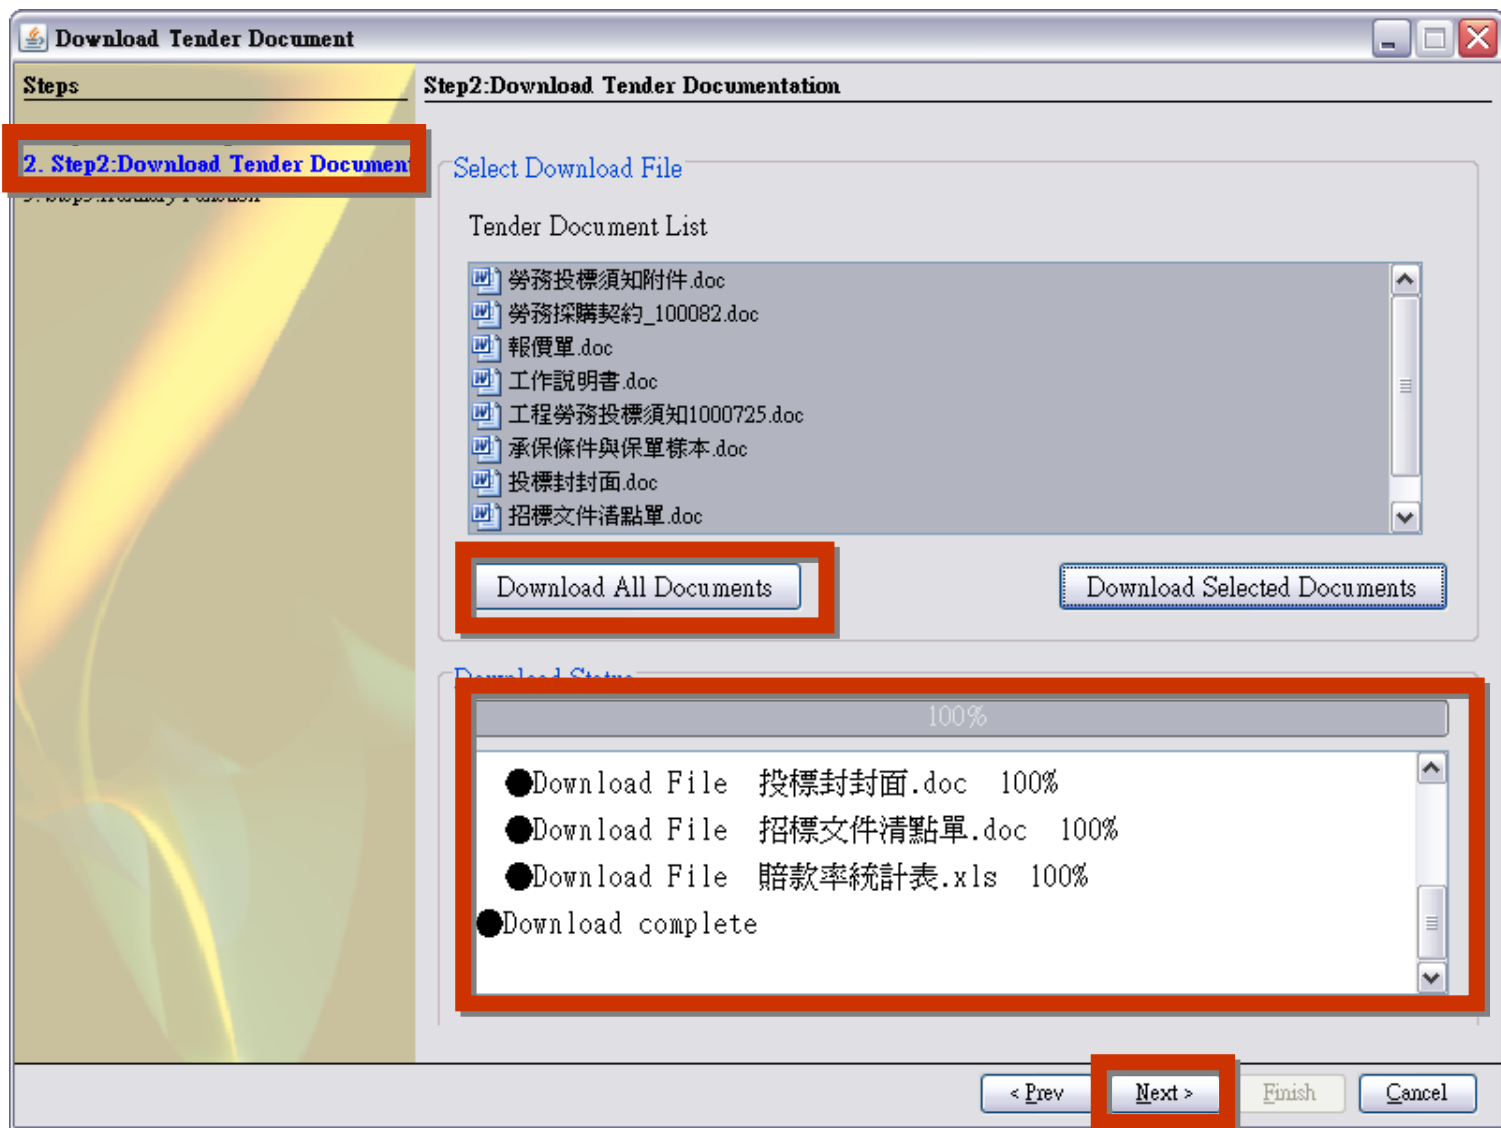 Download Tender Document
Steps
2. Step2:Download Tender Documen
Step2:Download Tender Documentation
Select Download File
Tender Document List
勞務投標須知附件.doc
勞務採購契約_100082.doc
報價單.doc
工作說明書.doc
工程勞務投標須知1000725.doc
承保條件與保單樣本.doc
投標封封面.doc
招標文件清點單.doc
Download All Documents
Download Selected Documents
Download Status
100%
●Download File 投標封封面.doc 100%
●Download File 招標文件清點單.doc 100%
●Download File 賠款率統計表.xls 100%
●Download complete
< Prev
Next >
Finish
Cancel